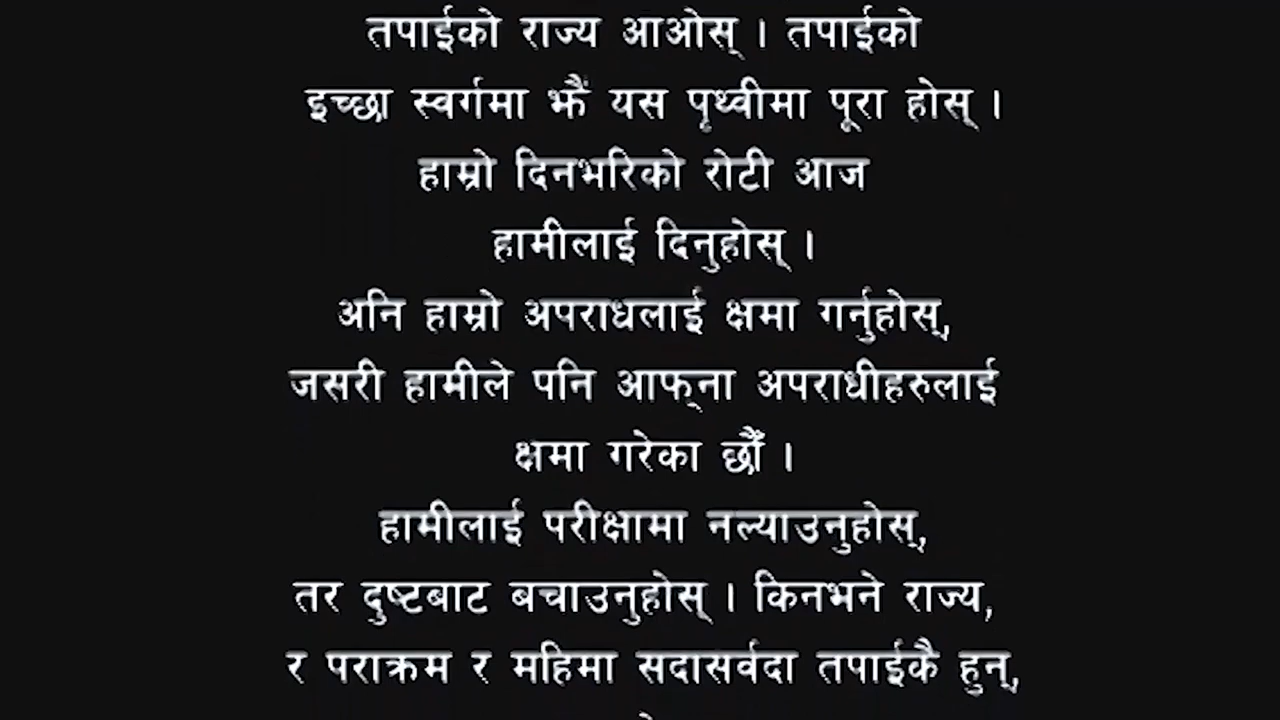 तपाईको राज्य आओस् । तपाईको
इच्छा स्वर्गमा झैं यस पृथ्वीमा पूरा होस् ।
हाम्रो दिनभरिको रोटी आज
हामीलाई दिनुहोस् ।
अनि हाम्रो अपराधलाई क्षमा गर्नुहोस्,
जसरी हामीले पनि आफ्‌ना अपराधीहरुलाई
क्षमा गरेका छौँ ।
हामीलाई परीक्षामा नल्याउनुहोस्,
तर दुष्टबाट बचाउनुहोस् । किनभने राज्य,
र पराक्रम र महिमा सदासर्वदा तपाईकै हुन्,